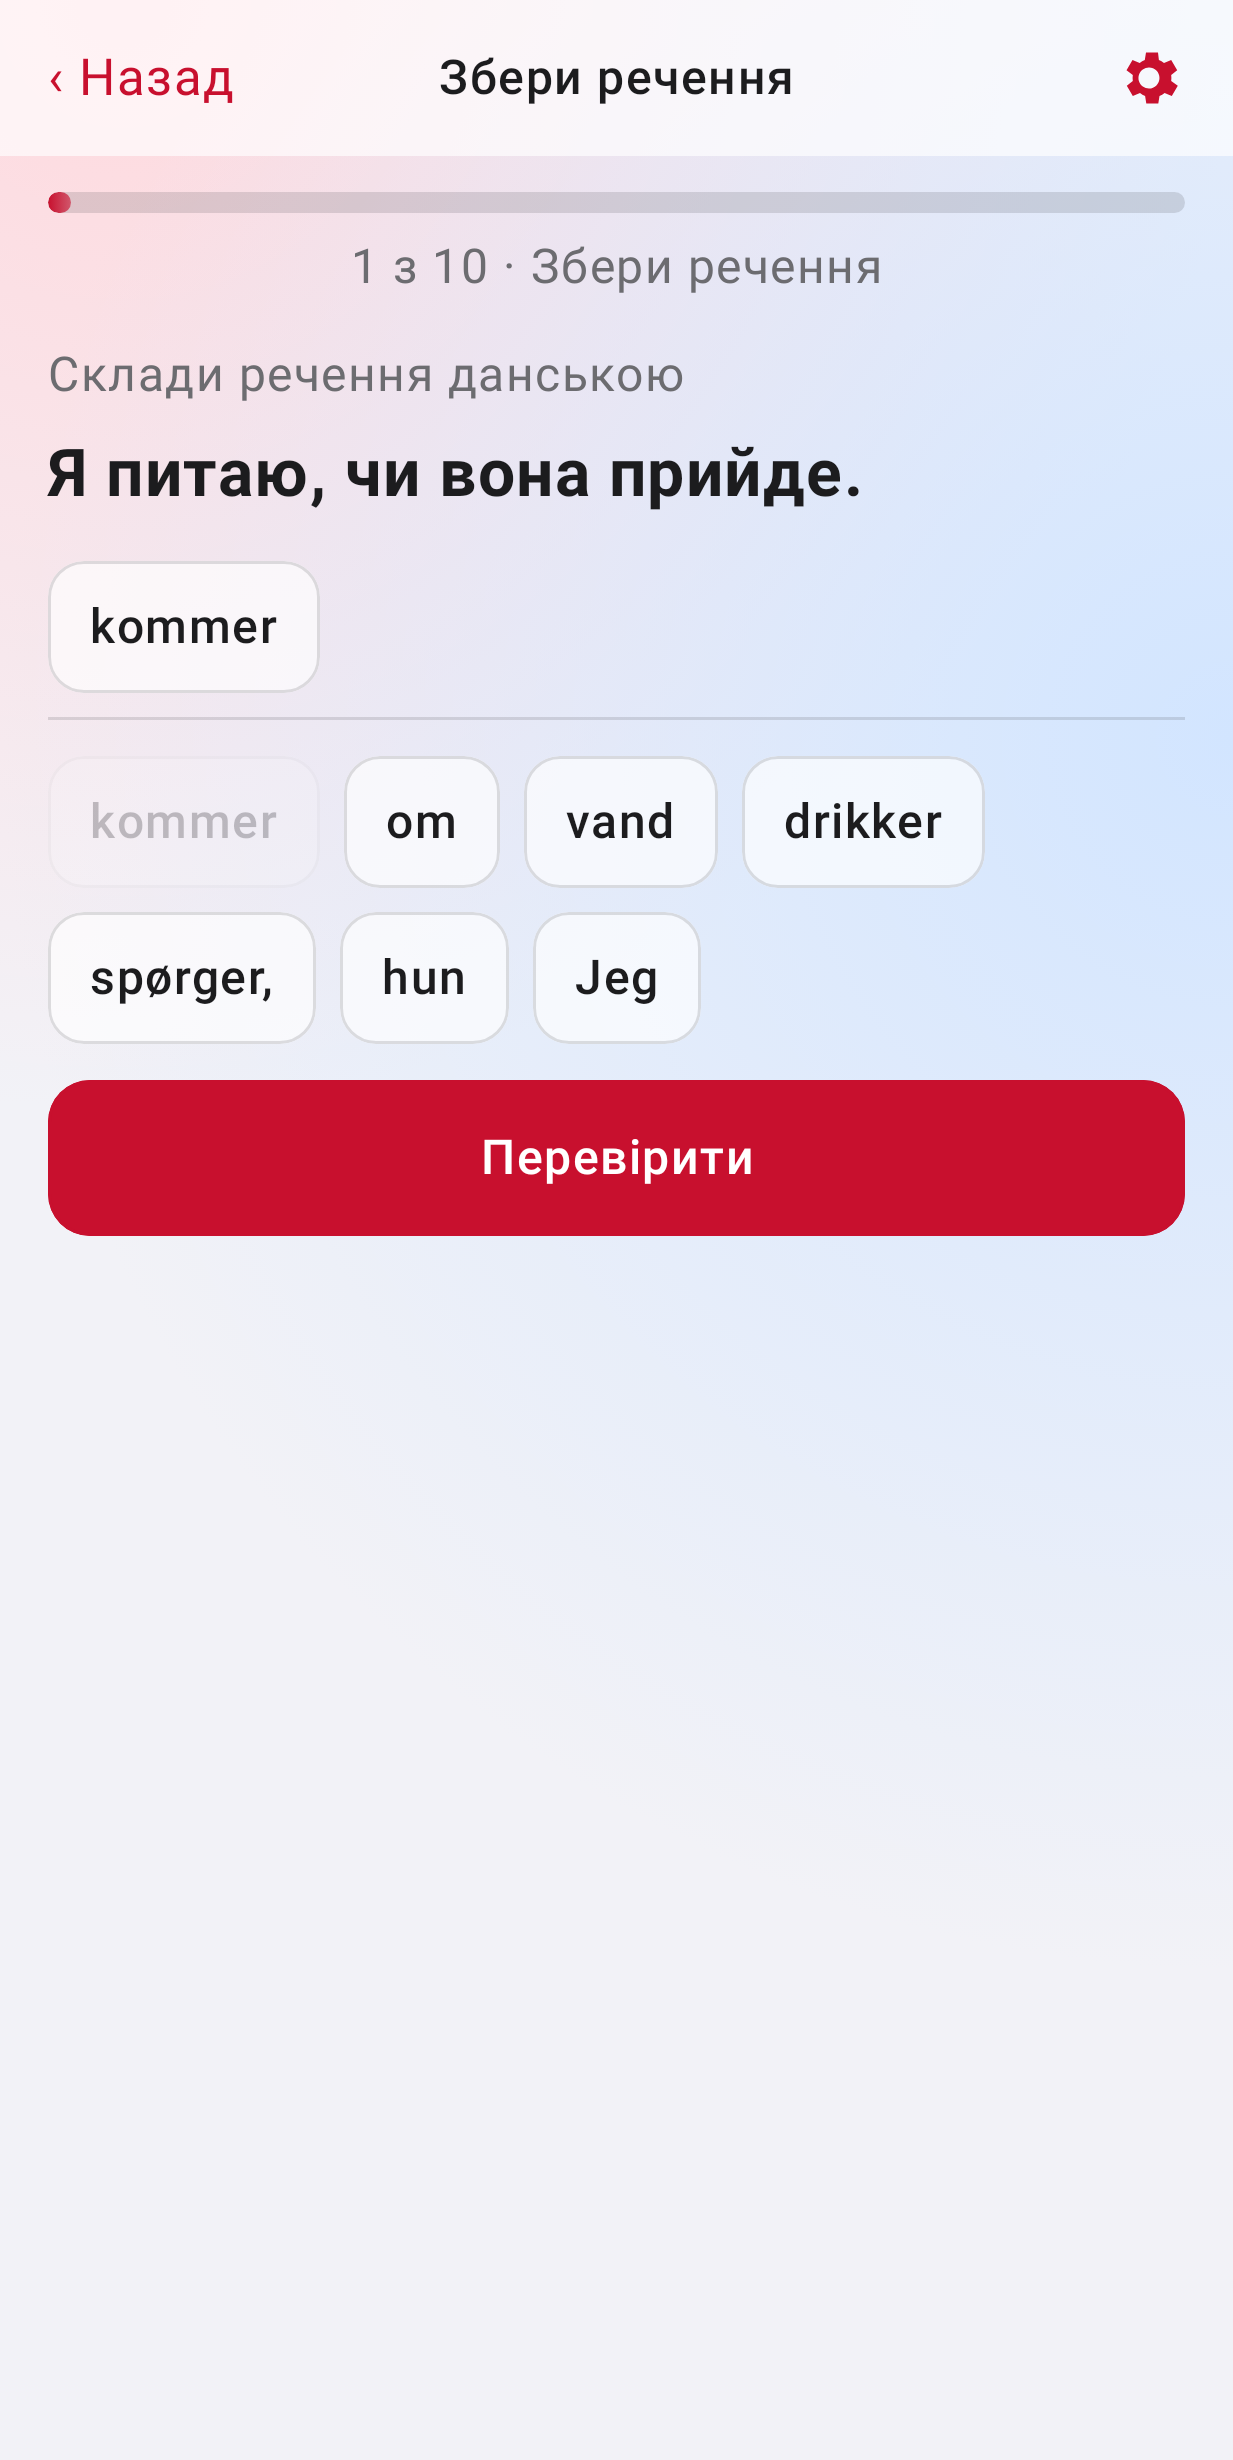 ‹ Назад Збери речення
1 з 10 · Збери речення
Склади речення данською
Я питаю, чи вона прийде.
kommer
kommer om vand drikker
spørger, hun Jeg
Перевірити